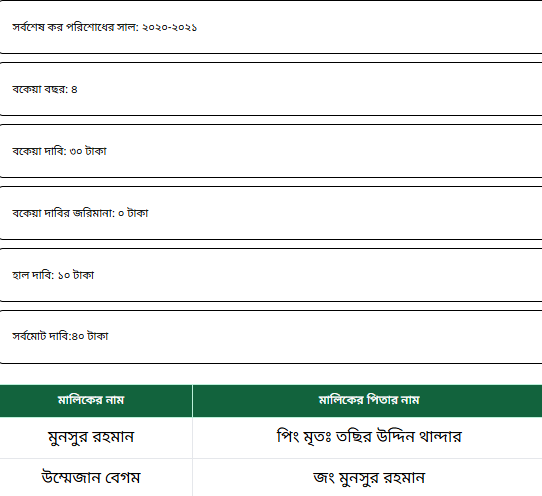 সর্বশেষ কর পরিশোধের সাল: ২০২০-২০২১
বকেয়া বছর: ৪
বকেয়া দাবি: ৩০ টাকা
বকেয়া দাবির জরিমানা: ০ টাকা
হাল দাবি: ১০ টাকা
সর্বমোট দাবি:৪০ টাকা
মালিকের নাম মালিকের পিতার নাম
মুনসুর রহমান পিং মৃতঃ তছির উদ্দিন থান্দার
উম্মেজান বেগম জং মুনসুর রহমান